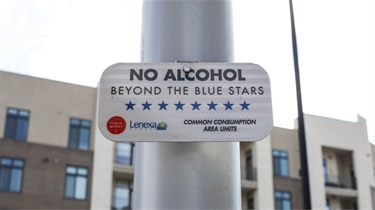 NO ALCOHOL
BEYOND THE BLUE STARS
Lenexa
COMMON CONSUMPTION
AREA LIMITS